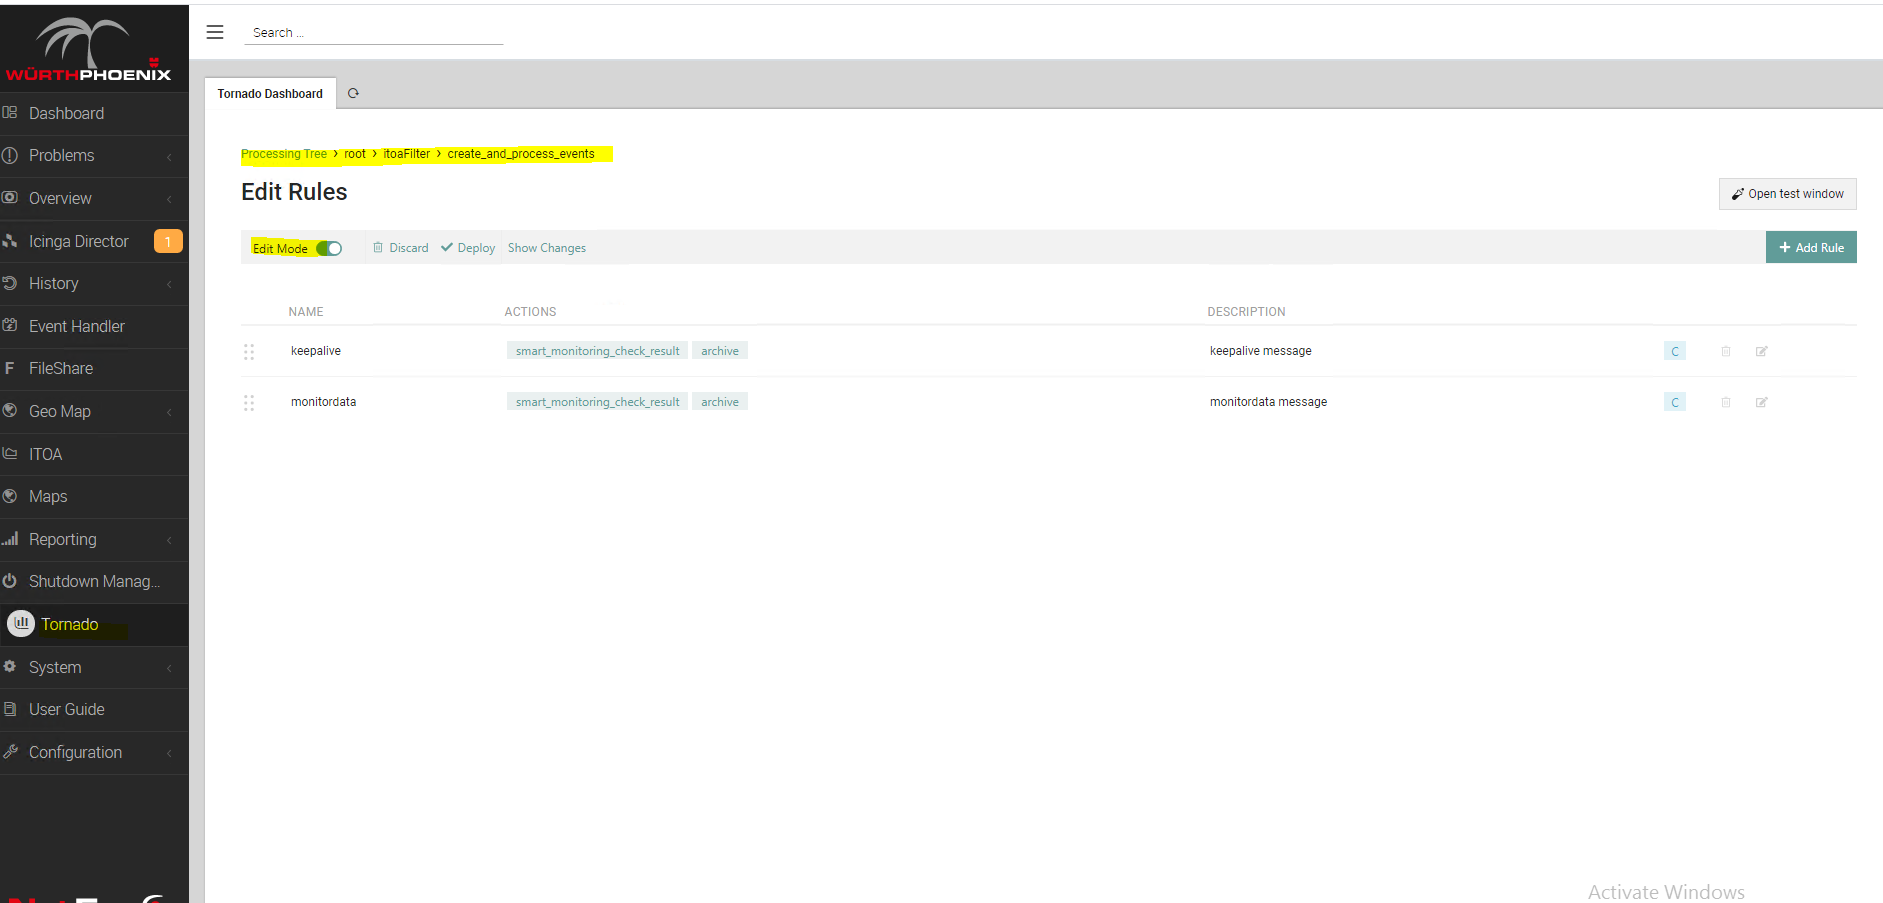 WÜRTHPHOENIX
Search ...
Dashboard
Problems
Overview
Icinga Director 1
History
Event Handler
F FileShare
Geo Map
ITOA
Maps
Reporting
Shutdown Manag...
Tornado
System
User Guide
Configuration
Tornado Dashboard
Processing Tree › root › itoaFilter › create_and_process_events
Edit Rules
Open test window
Edit Mode Discard Deploy Show Changes + Add Rule
NAME ACTIONS DESCRIPTION
keepalive smart_monitoring_check_result archive keepalive message C
monitordata smart_monitoring_check_result archive monitordata message C
Activate Windows